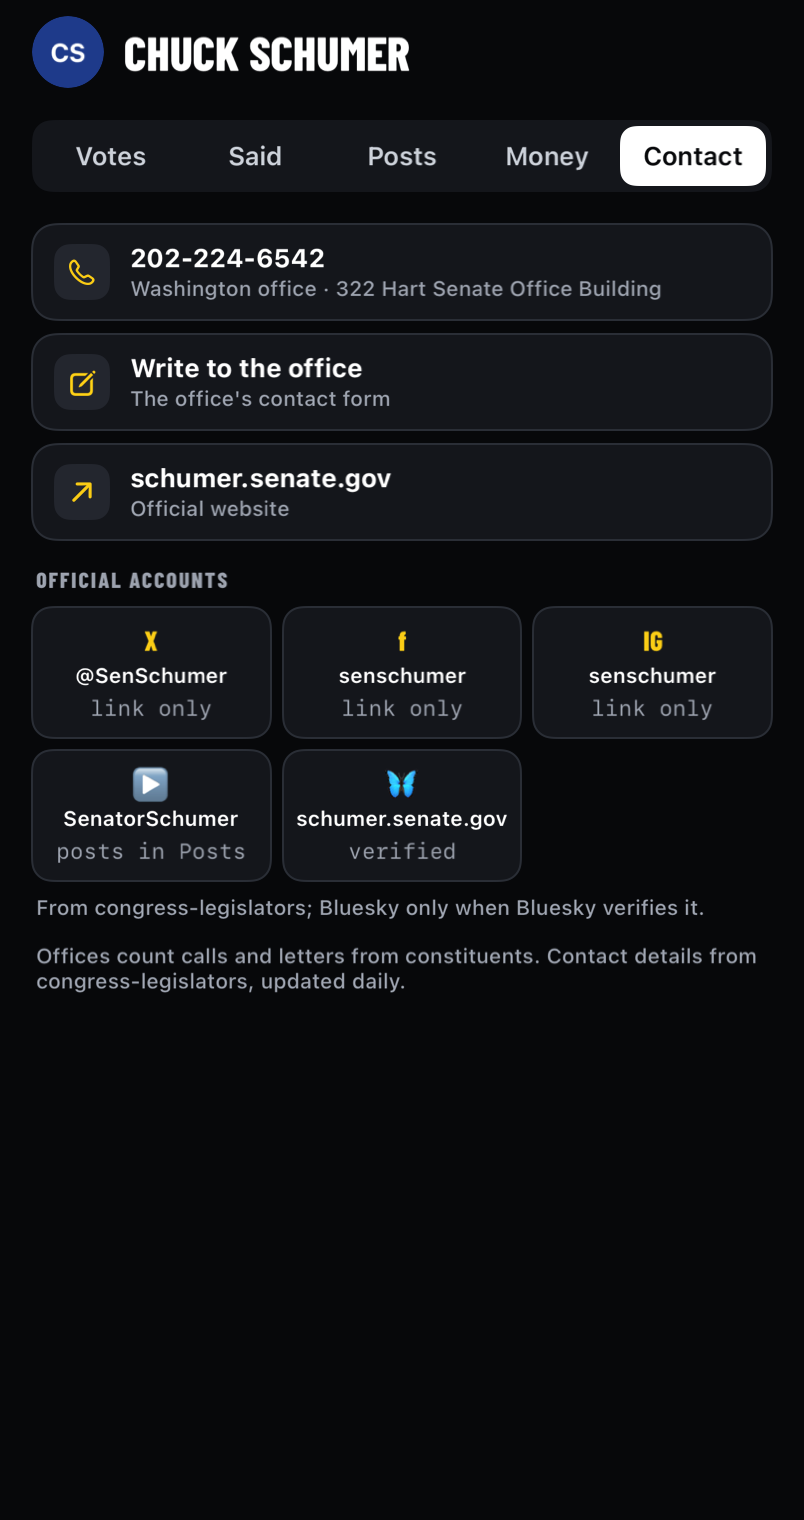 CS
CHUCK SCHUMER
Votes Said Posts Money Contact
202-224-6542
Washington office · 322 Hart Senate Office Building
Write to the office
The office's contact form
schumer.senate.gov
Official website
OFFICIAL ACCOUNTS
X f IG
@SenSchumer senschumer senschumer
link only link only link only
SenatorSchumer schumer.senate.gov
posts in Posts verified
From congress-legislators; Bluesky only when Bluesky verifies it.
Offices count calls and letters from constituents. Contact details from
congress-legislators, updated daily.